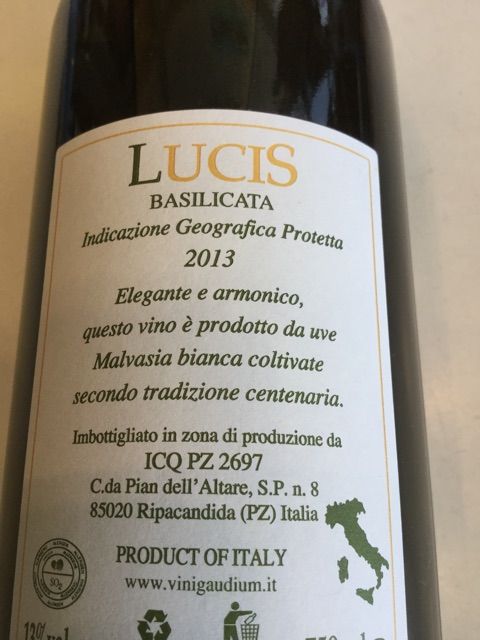 LUCIS
BASILICATA
Indicazione Geografica Protetta
2013
Elegante e armonico,
questo vino è prodotto da uve
Malvasia bianca coltivate
secondo tradizione centenaria.
Imbottigliato in zona di produzione da
ICQ PZ 2697
C.da Pian dell'Altare, S.P. n. 8
85020 Ripacandida (PZ) Italia
PRODUCT OF ITALY
www.vinigaudium.it
SO2